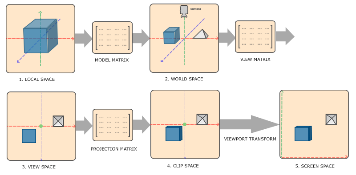 CAMERA
1. LOCAL SPACE
MODEL MATRIX
2. WORLD SPACE
VIEW MATRIX
3. VIEW SPACE
PROJECTION MATRIX
4. CLIP SPACE
VIEWPORT TRANSFORM
5. SCREEN SPACE